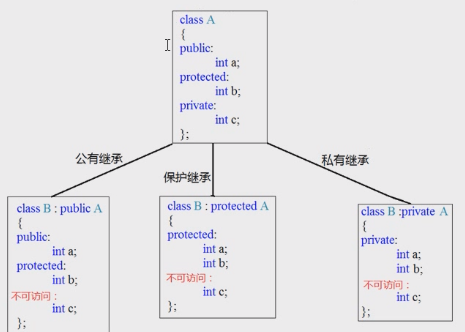 class A
{
public:
int a;
protected:
int b;
private:
int c;
};
公有继承
保护继承
私有继承
class B : public A
{
public:
int a;
protected:
int b;
不可访问：
int c;
};
class B : protected A
{
protected:
int a;
int b;
不可访问：
int c;
};
class B :private A
{
private:
int a;
int b;
不可访问：
int c;
};